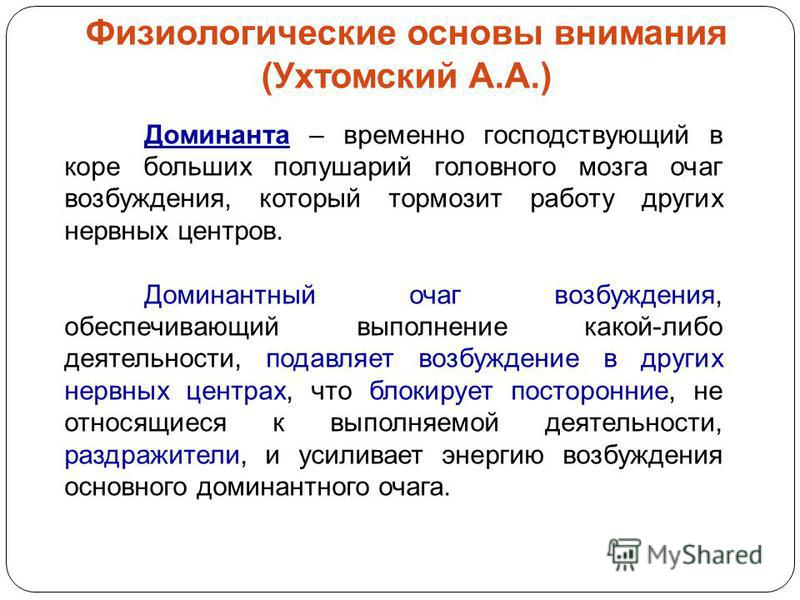 Физиологические основы внимания
(Ухтомский А.А.)
Доминанта – временно господствующий в
коре больших полушарий головного мозга очаг
возбуждения, который тормозит работу других
нервных центров.
Доминантный очаг возбуждения,
обеспечивающий выполнение какой-либо
деятельности, подавляет возбуждение в других
нервных центрах, что блокирует посторонние, не
относящиеся к выполняемой деятельности,
раздражители, и усиливает энергию возбуждения
основного доминантного очага.
MyShared